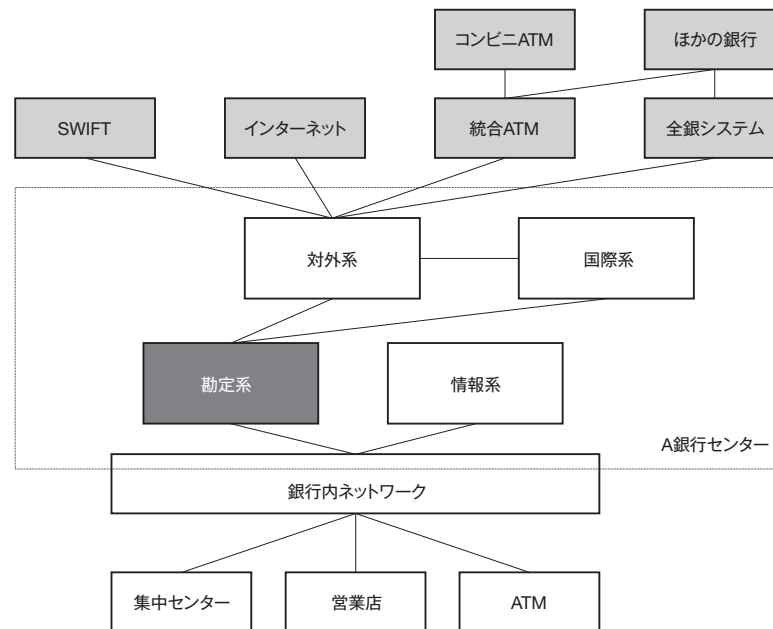 コンビニATM
ほかの銀行
SWIFT
インターネット
統合ATM
全銀システム
対外系
国際系
勘定系
情報系
A銀行センター
銀行内ネットワーク
集中センター
営業店
ATM